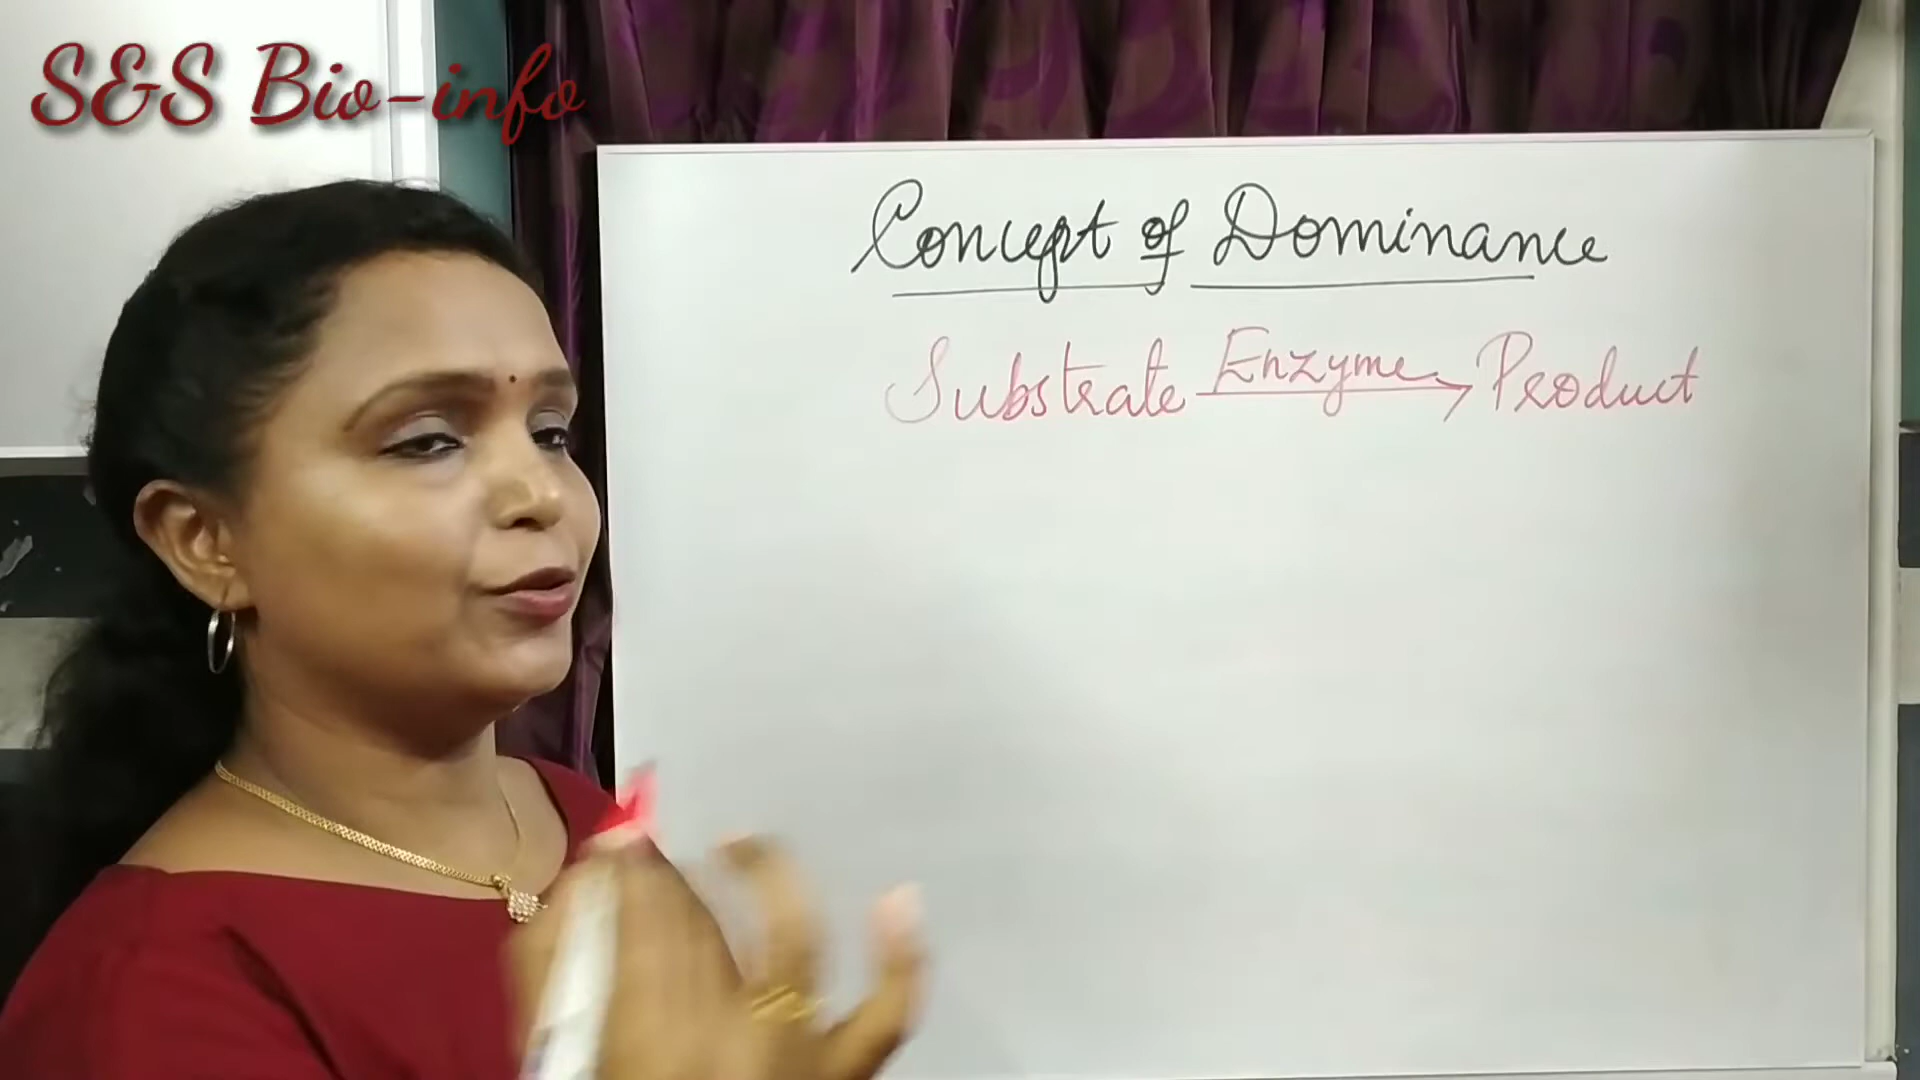 S&S Bio-info
Concept of Dominance
Substrate Enzyme → Product